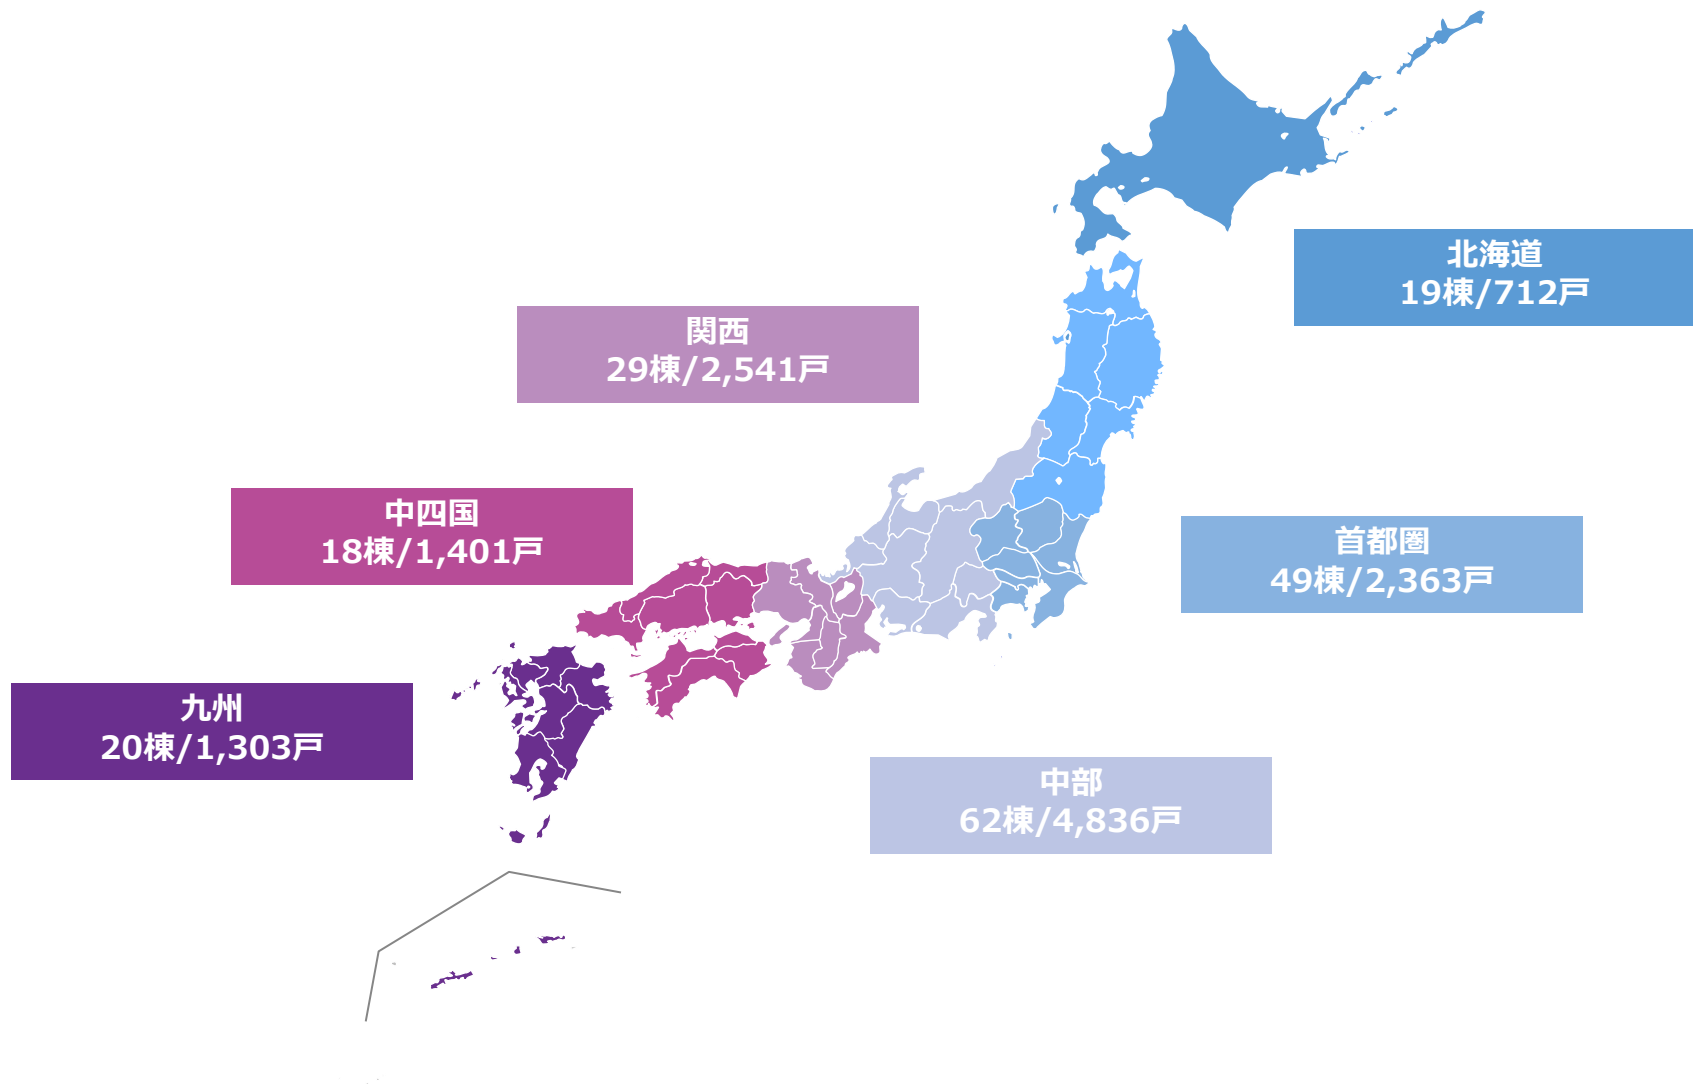 北海道
19棟/712戸
関西
29棟/2,541戸
中四国
18棟/1,401戸
首都圏
49棟/2,363戸
九州
20棟/1,303戸
中部
62棟/4,836戸